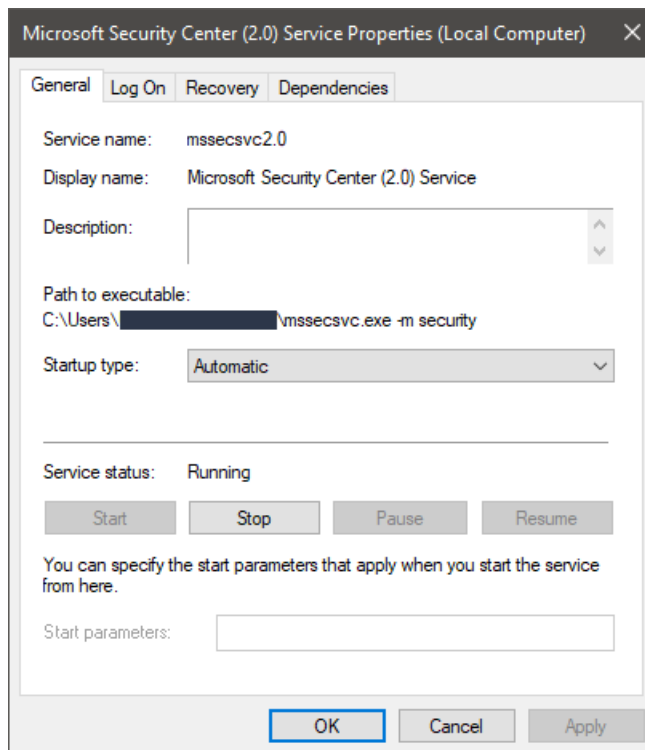 Microsoft Security Center (2.0) Service Properties (Local Computer)
General Log On Recovery Dependencies
Service name: mssecsvc2.0
Display name: Microsoft Security Center (2.0) Service
Description:
Path to executable:
C:\Users\ \mssecsvc.exe -m security
Startup type: Automatic
Service status: Running
Start Stop Pause Resume
You can specify the start parameters that apply when you start the service
from here.
Start parameters:
OK Cancel Apply